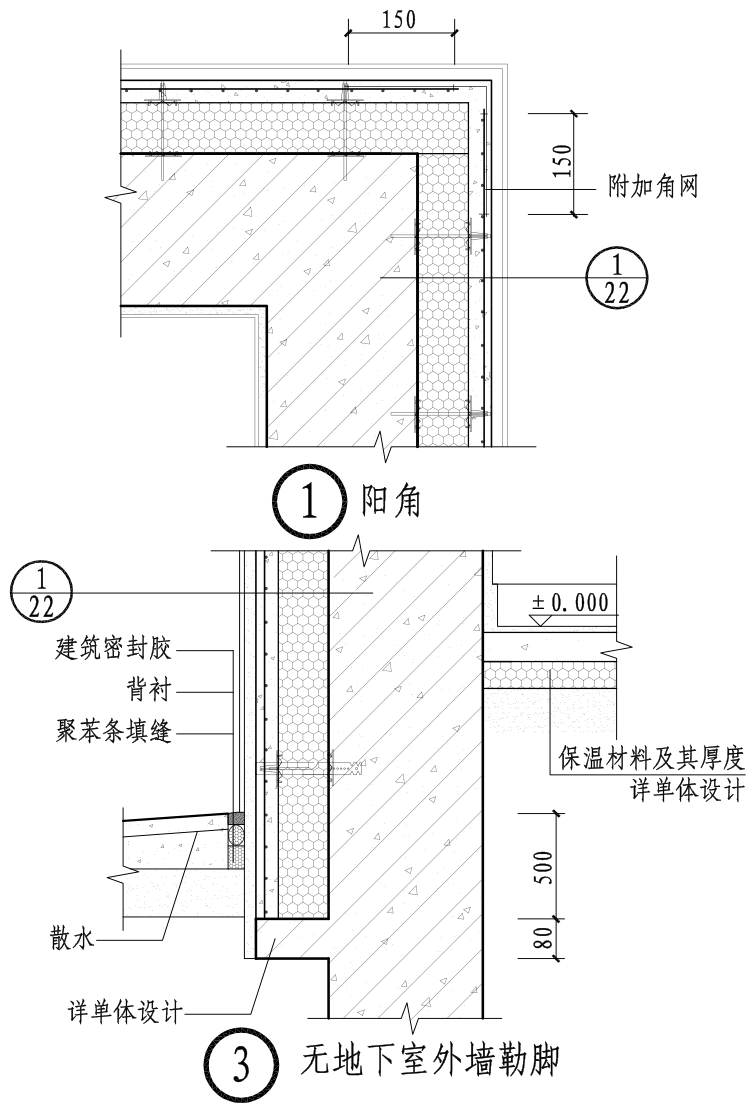 150
150
附加角网
1
22
1 阳角
1
22
±0.000
建筑密封胶
背衬
聚苯条填缝
保温材料及其厚度
详单体设计
500
散水
80
详单体设计
3 无地下室外墙勒脚